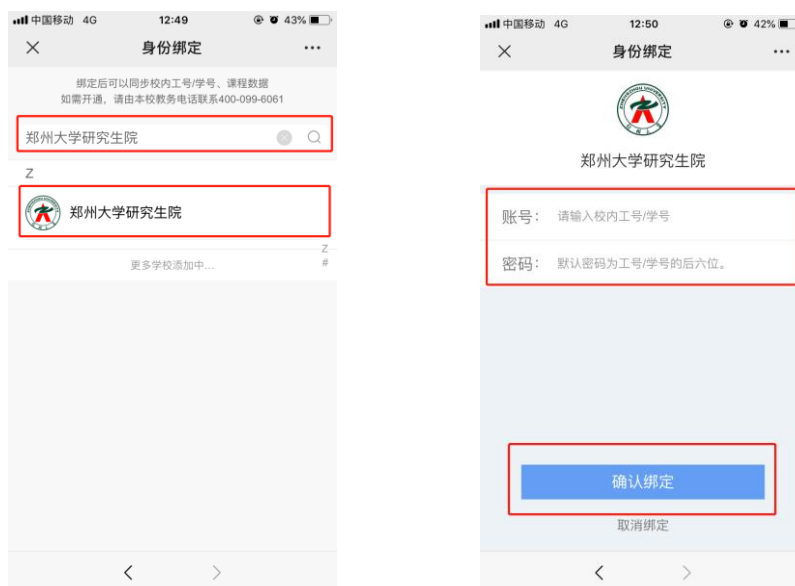 中国移动 4G 12:49 43%
身份绑定
绑定后可以同步校内工号/学号、课程数据
如需开通，请由本校教务电话联系400-099-6061
郑州大学研究生院
Z
郑州大学研究生院
更多学校添加中...
Z
#
中国移动 4G 12:50 42%
身份绑定
郑州大学研究生院
账号： 请输入校内工号/学号
密码： 默认密码为工号/学号的后六位。
确认绑定
取消绑定